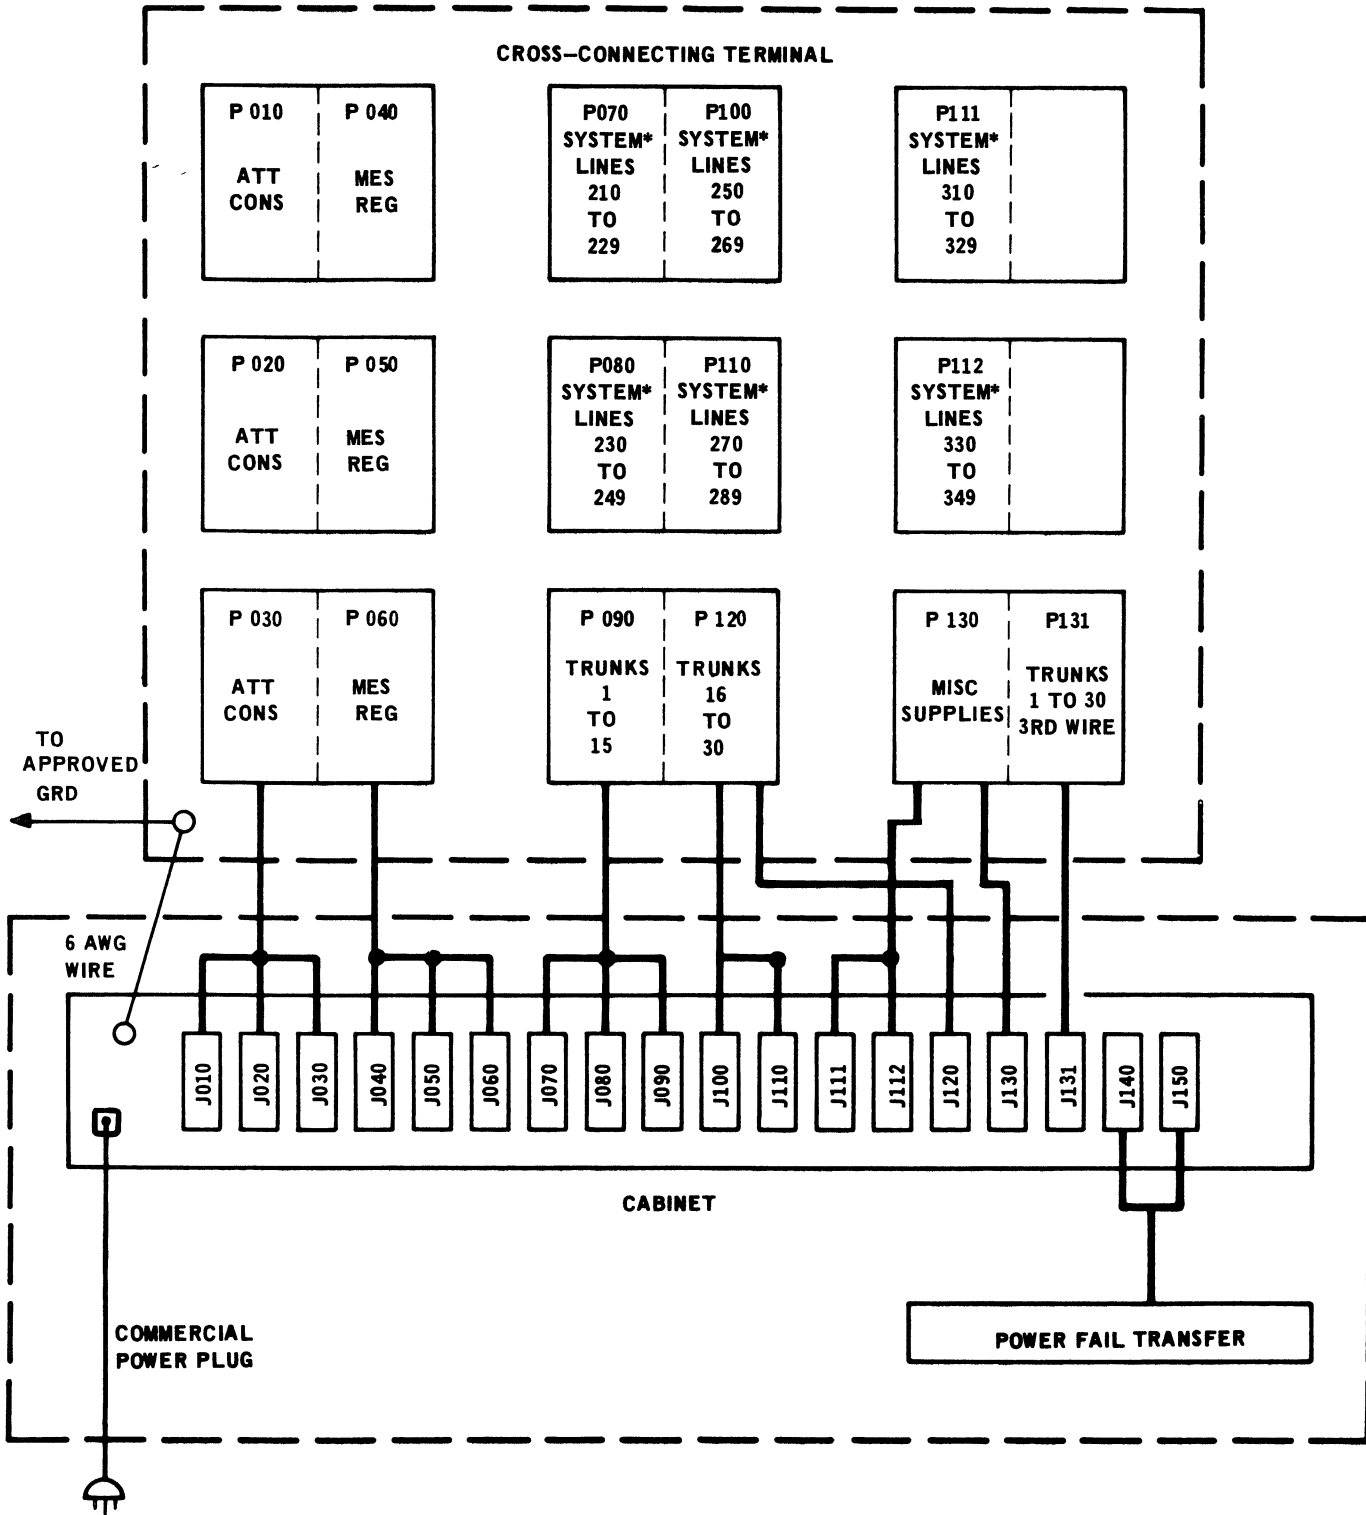 CROSS–CONNECTING TERMINAL
P 010
ATT
CONS
P 040
MES
REG
P070
SYSTEM*
LINES
210
TO
229
P100
SYSTEM*
LINES
250
TO
269
P111
SYSTEM*
LINES
310
TO
329
P 020
ATT
CONS
P 050
MES
REG
P080
SYSTEM*
LINES
230
TO
249
P110
SYSTEM*
LINES
270
TO
289
P112
SYSTEM*
LINES
330
TO
349
P 030
ATT
CONS
P 060
MES
REG
P 090
TRUNKS
1
TO
15
P 120
TRUNKS
16
TO
30
P 130
MISC
SUPPLIES
P131
TRUNKS
1 TO 30
3RD WIRE
TO
APPROVED
GRD
6 AWG
WIRE
J010
J020
J030
J040
J050
J060
J070
J080
J090
J100
J110
J111
J112
J120
J130
J131
J140
J150
CABINET
COMMERCIAL
POWER PLUG
POWER FAIL TRANSFER